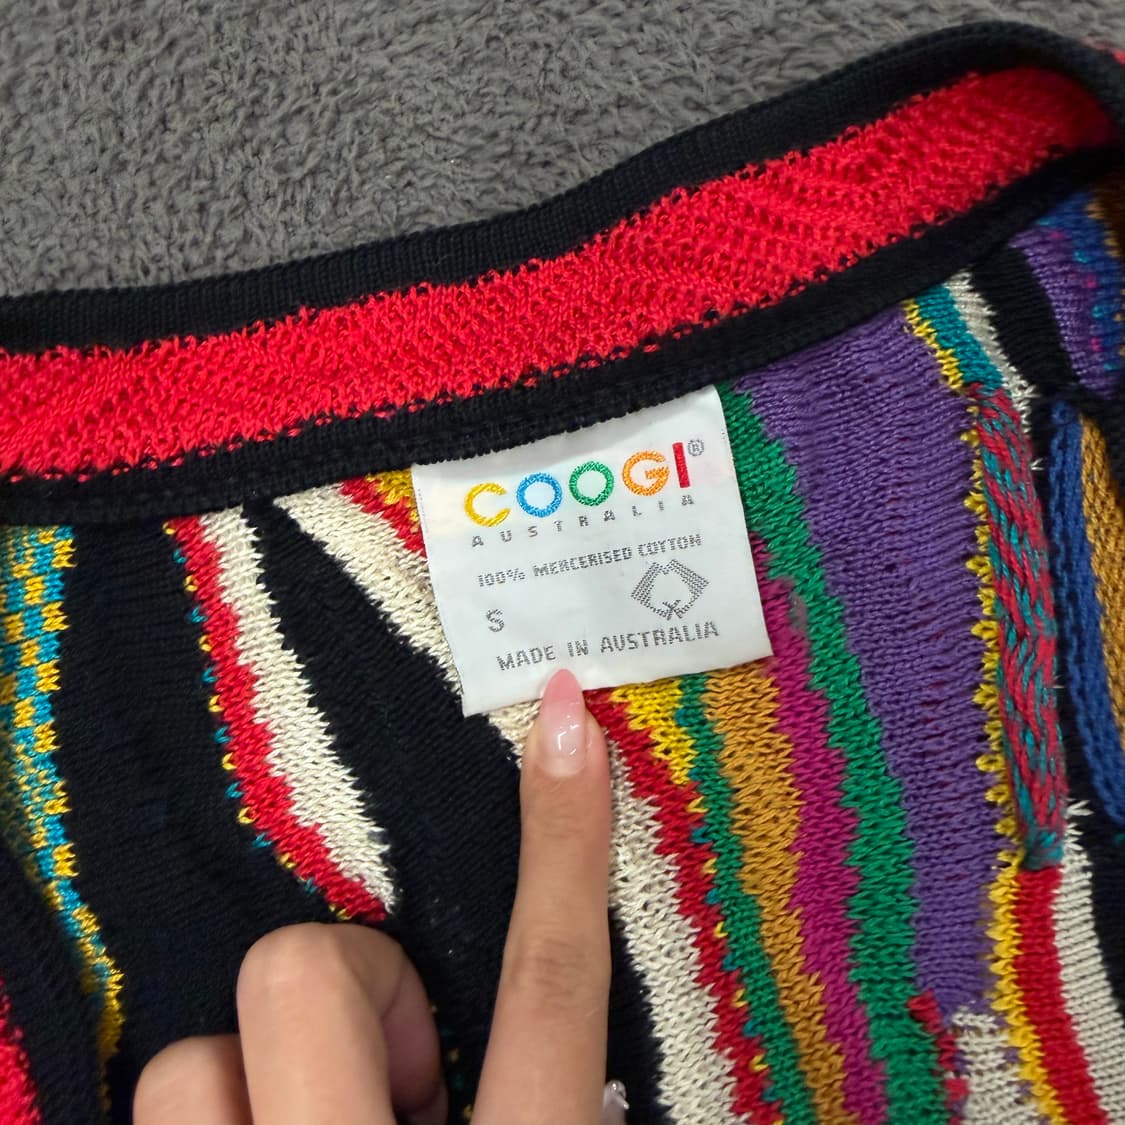 COOGI®
AUSTRALIA
100% MERCERISED COTTON
S
MADE IN AUSTRALIA